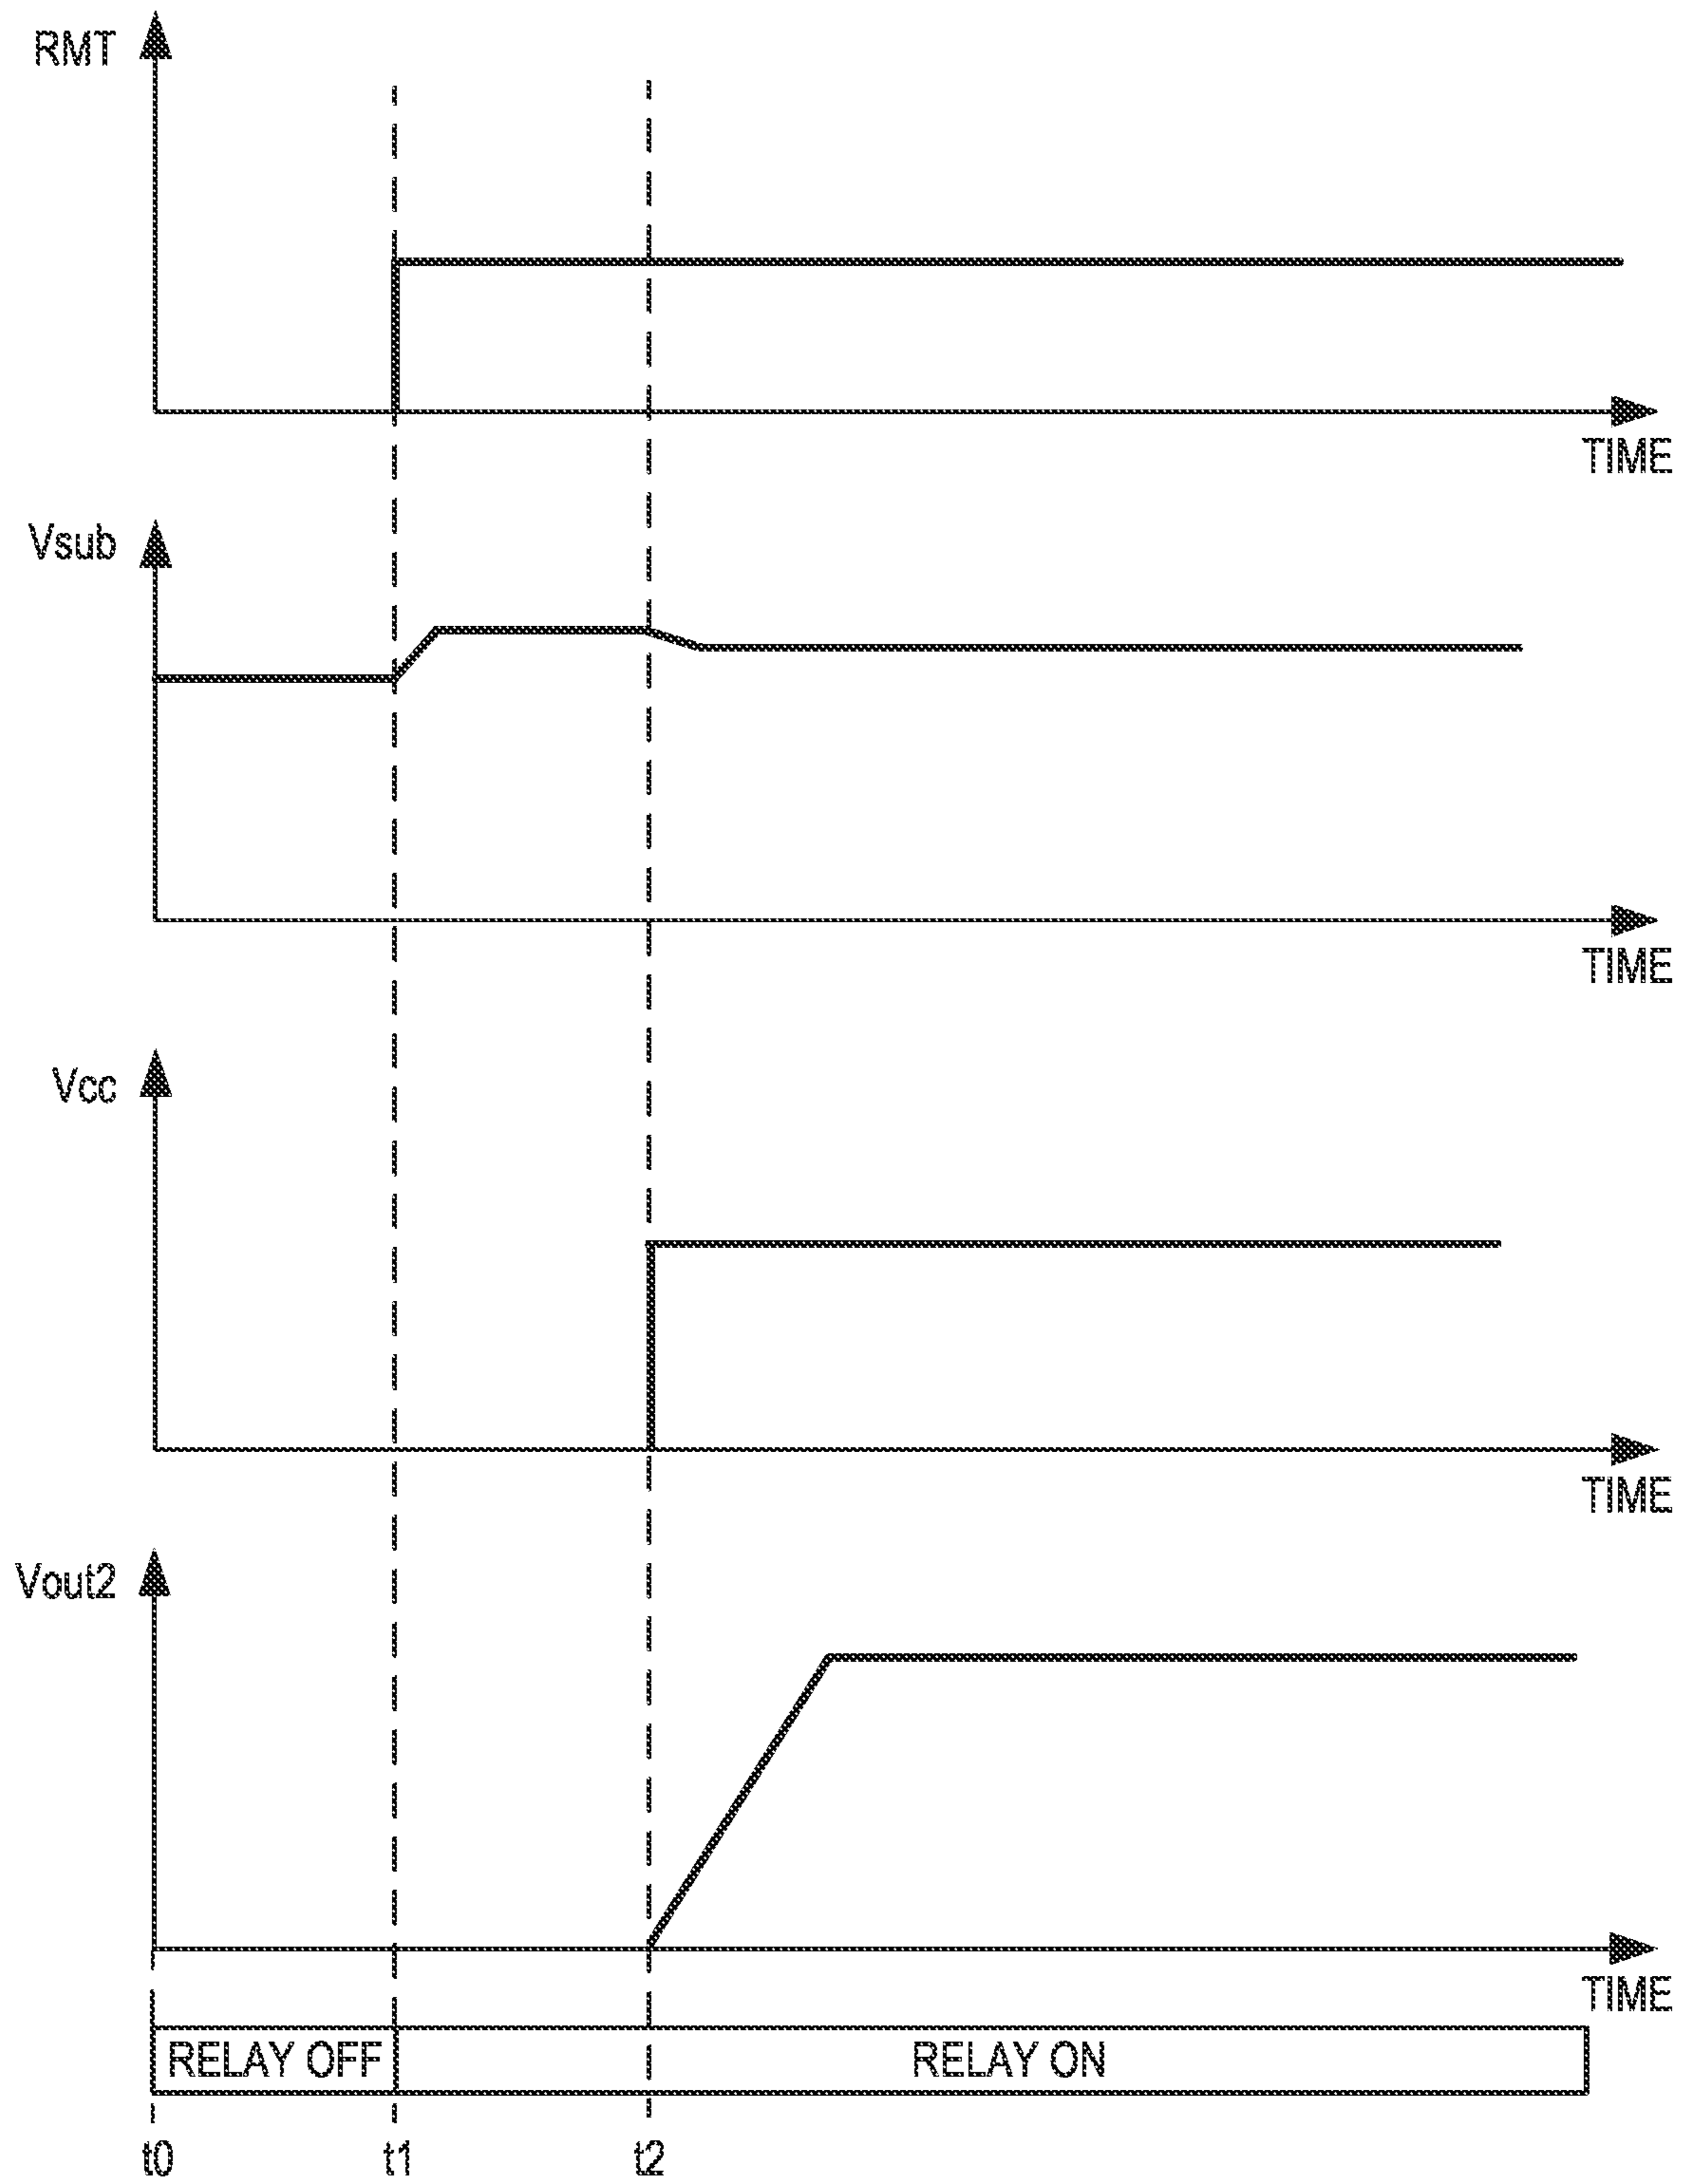 RMT
TIME
Vsub
TIME
Vcc
TIME
Vout2
TIME
RELAY OFF
RELAY ON
t0
t1
t2